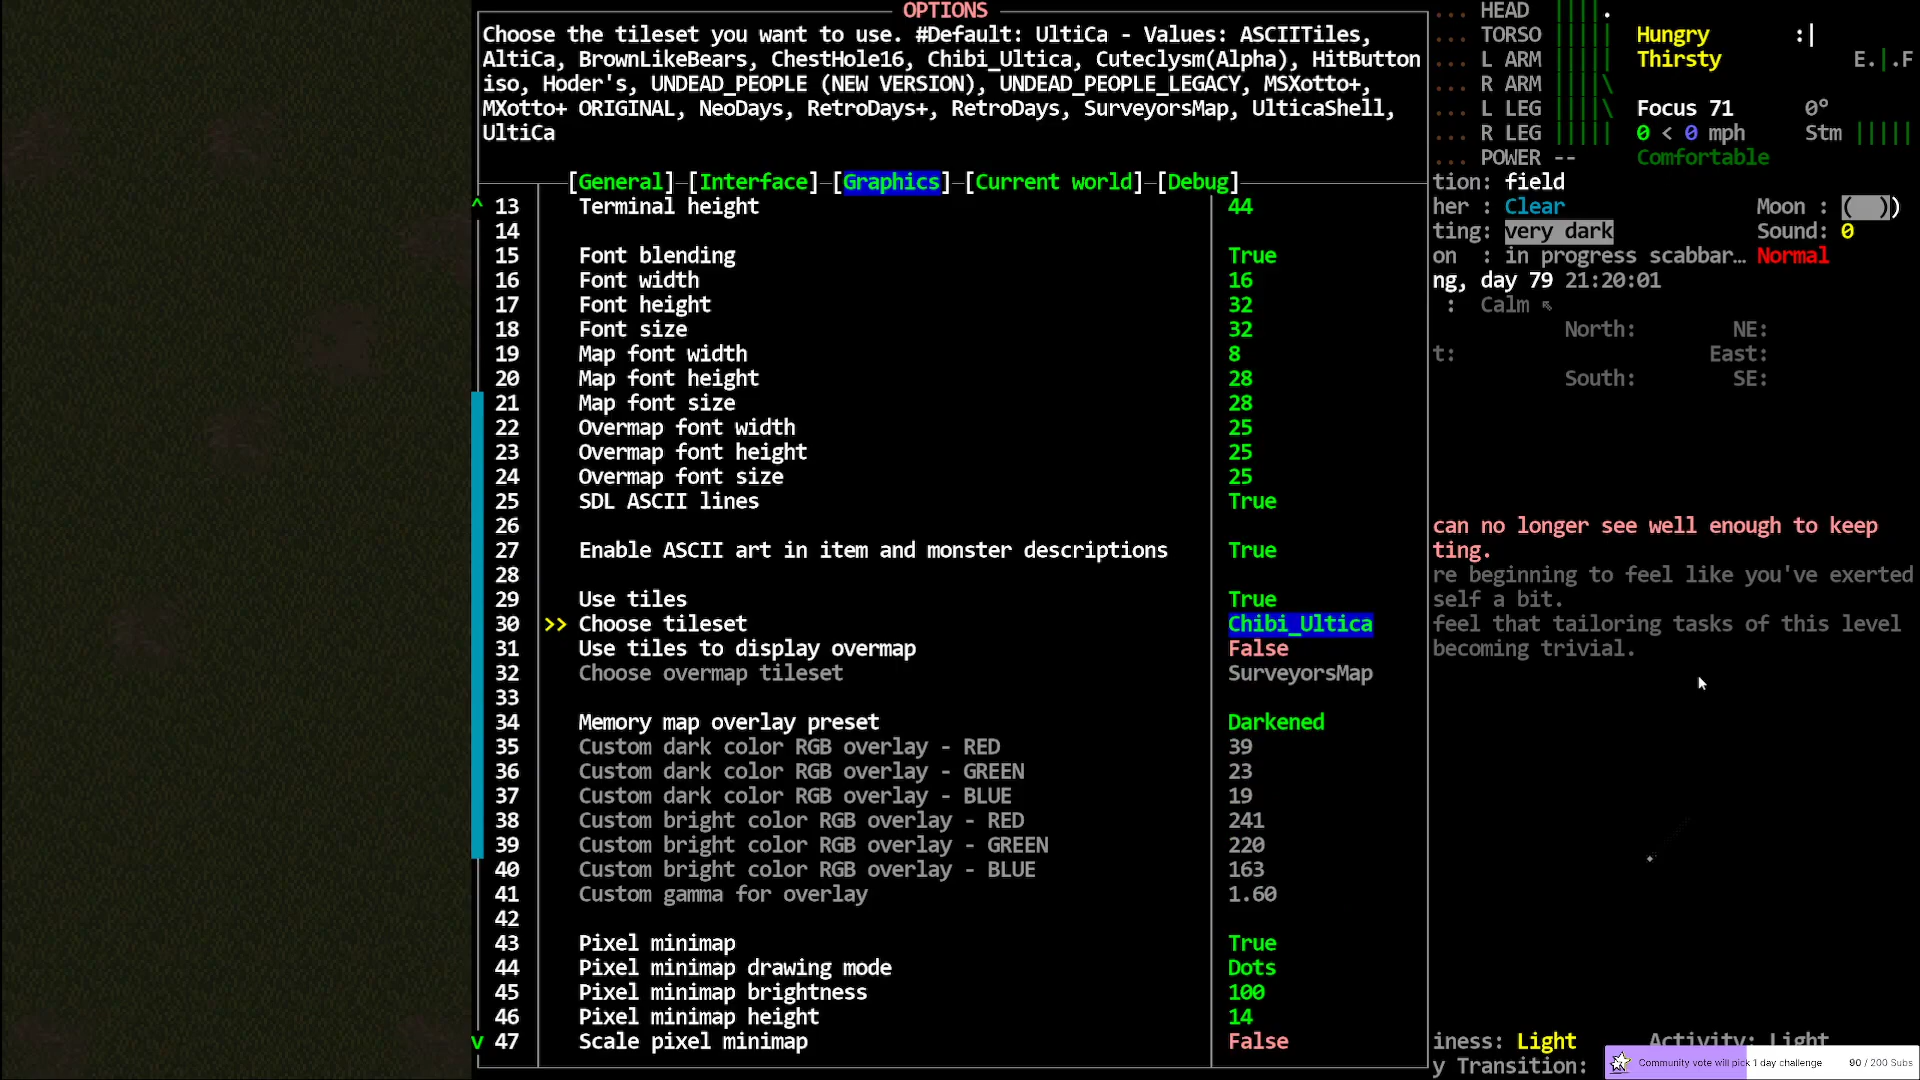 OPTIONS
Choose the tileset you want to use. #Default: UltiCa - Values: ASCIITiles,
AltiCa, BrownLikeBears, ChestHole16, Chibi_Ultica, Cuteclysm(Alpha), HitButton
iso, Hoder's, UNDEAD_PEOPLE (NEW VERSION), UNDEAD_PEOPLE_LEGACY, MSXotto+,
MXotto+ ORIGINAL, NeoDays, RetroDays+, RetroDays, SurveyorsMap, UlticaShell,
UltiCa
[General] [Interface] [Graphics] [Current world] [Debug]
^ 13 Terminal height 44
14
15 Font blending True
16 Font width 16
17 Font height 32
18 Font size 32
19 Map font width 8
20 Map font height 28
21 Map font size 28
22 Overmap font width 25
23 Overmap font height 25
24 Overmap font size 25
25 SDL ASCII lines True
26
27 Enable ASCII art in item and monster descriptions True
28
29 Use tiles True
30 >> Choose tileset Chibi_Ultica
31 Use tiles to display overmap False
32 Choose overmap tileset SurveyorsMap
33
34 Memory map overlay preset Darkened
35 Custom dark color RGB overlay - RED 39
36 Custom dark color RGB overlay - GREEN 23
37 Custom dark color RGB overlay - BLUE 19
38 Custom bright color RGB overlay - RED 241
39 Custom bright color RGB overlay - GREEN 220
40 Custom bright color RGB overlay - BLUE 163
41 Custom gamma for overlay 1.60
42
43 Pixel minimap True
44 Pixel minimap drawing mode Dots
45 Pixel minimap brightness 100
46 Pixel minimap height 14
v 47 Scale pixel minimap False
... HEAD ||||.
... TORSO ||||| Hungry :|
... L ARM ||||| Thirsty E.|.F
... R ARM ||||\
... L LEG ||||\ Focus 71 0°
... R LEG ||||| 0 < 0 mph Stm |||||
... POWER -- Comfortable
tion: field
her : Clear Moon : (   ))
ting: very dark Sound: 0
on : in progress scabbar… Normal
ng, day 79 21:20:01
: Calm ⇖
North: NE:
t: East:
South: SE:
can no longer see well enough to keep
ting.
re beginning to feel like you've exerted
self a bit.
feel that tailoring tasks of this level
becoming trivial.
iness: Light Activity: Light
y Transition:
Community vote will pick 1 day challenge 90 / 200 Subs